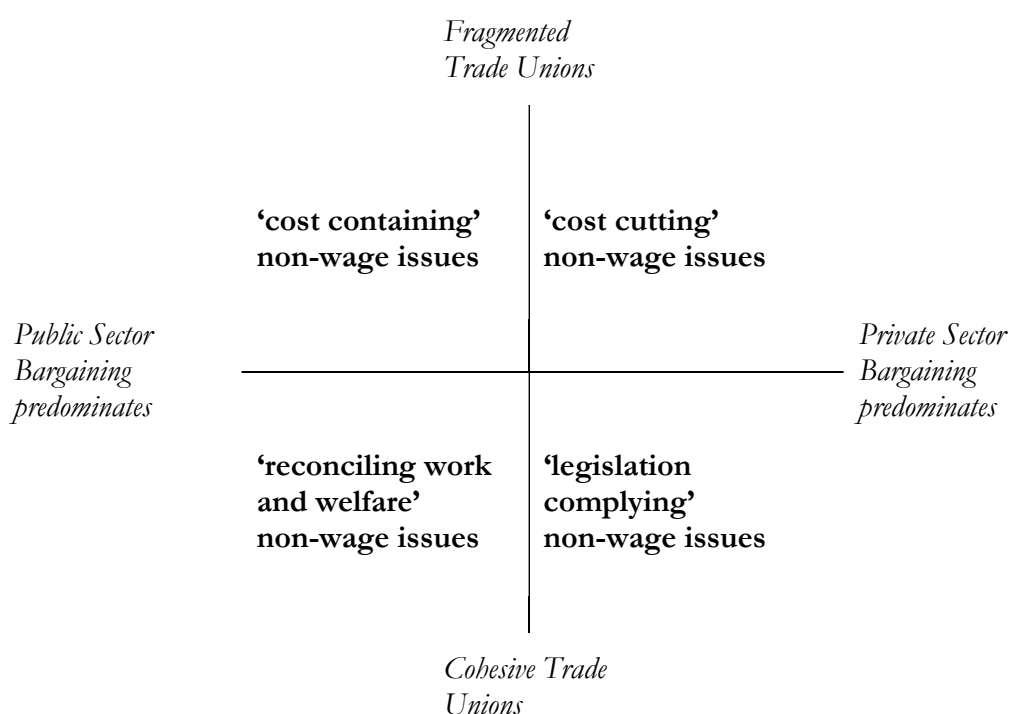 Fragmented
Trade Unions
‘cost containing’
non-wage issues
‘cost cutting’
non-wage issues
Public Sector
Bargaining
predominates
Private Sector
Bargaining
predominates
‘reconciling work
and welfare’
non-wage issues
‘legislation
complying’
non-wage issues
Cohesive Trade
Unions